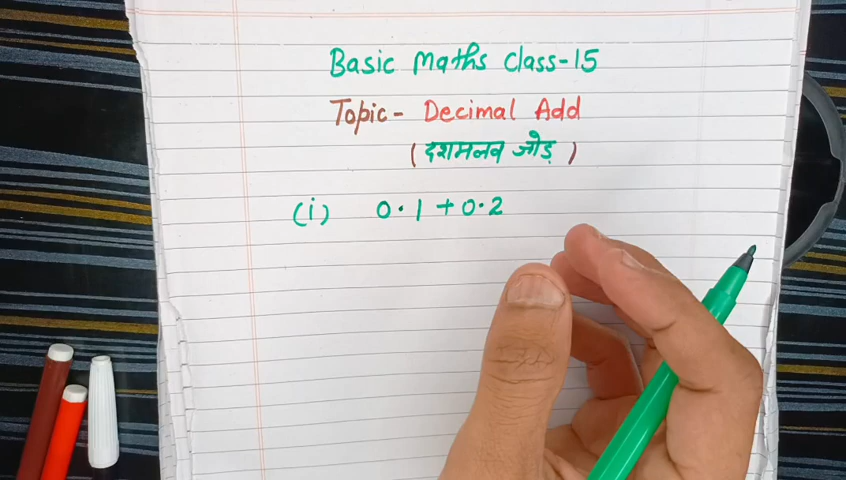 Basic Maths Class-15
Topic- Decimal Add
(दशमलव जोड़)
(i) 0.1 + 0.2